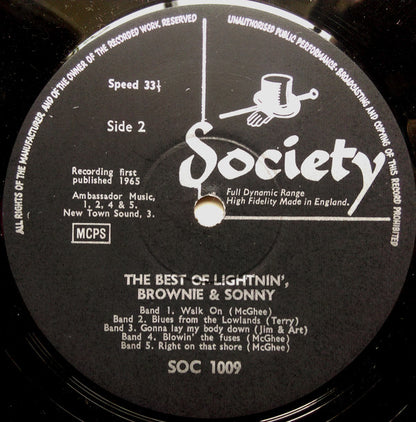 ALL RIGHTS OF THE MANUFACTURER, AND OF THE OWNER OF THE RECORDED WORK RESERVED
UNAUTHORISED PUBLIC PERFORMANCE, BROADCASTING AND COPYING OF THIS RECORD PROHIBITED
Speed 33⅓
Side 2
Society
Full Dynamic Range
High Fidelity Made in England.
Recording first
published 1965
Ambassador Music,
1, 2, 4 & 5.
New Town Sound, 3.
MCPS
THE BEST OF LIGHTNIN',
BROWNIE & SONNY
Band 1. Walk On (McGhee)
Band 2. Blues from the Lowlands (Terry)
Band 3. Gonna lay my body down (Jim & Art)
Band 4. Blowin' the fuses (McGhee)
Band 5. Right on that shore (McGhee)
SOC 1009